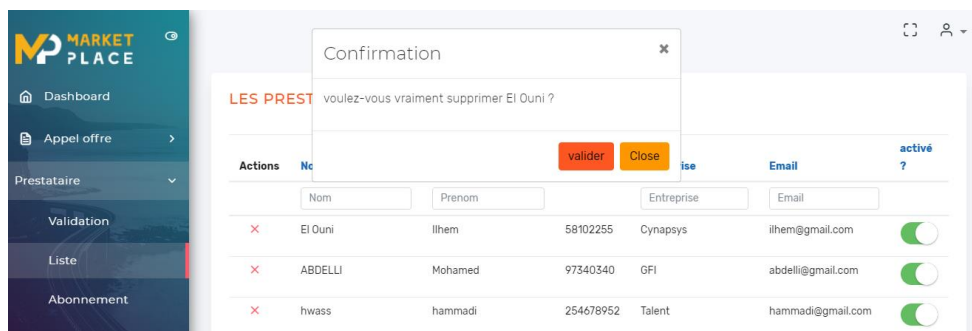 MARKET
PLACE
Dashboard
Appel offre
Prestataire
Validation
Liste
Abonnement
Confirmation
voulez-vous vraiment supprimer El Ouni ?
valider Close
LES PREST
Actions Email activé ?
Nom Prenom Entreprise Email
El Ouni Ilhem 58102255 Cynapsys ilhem@gmail.com
ABDELLI Mohamed 97340340 GFI abdelli@gmail.com
hwass hammadi 254678952 Talent hammadi@gmail.com